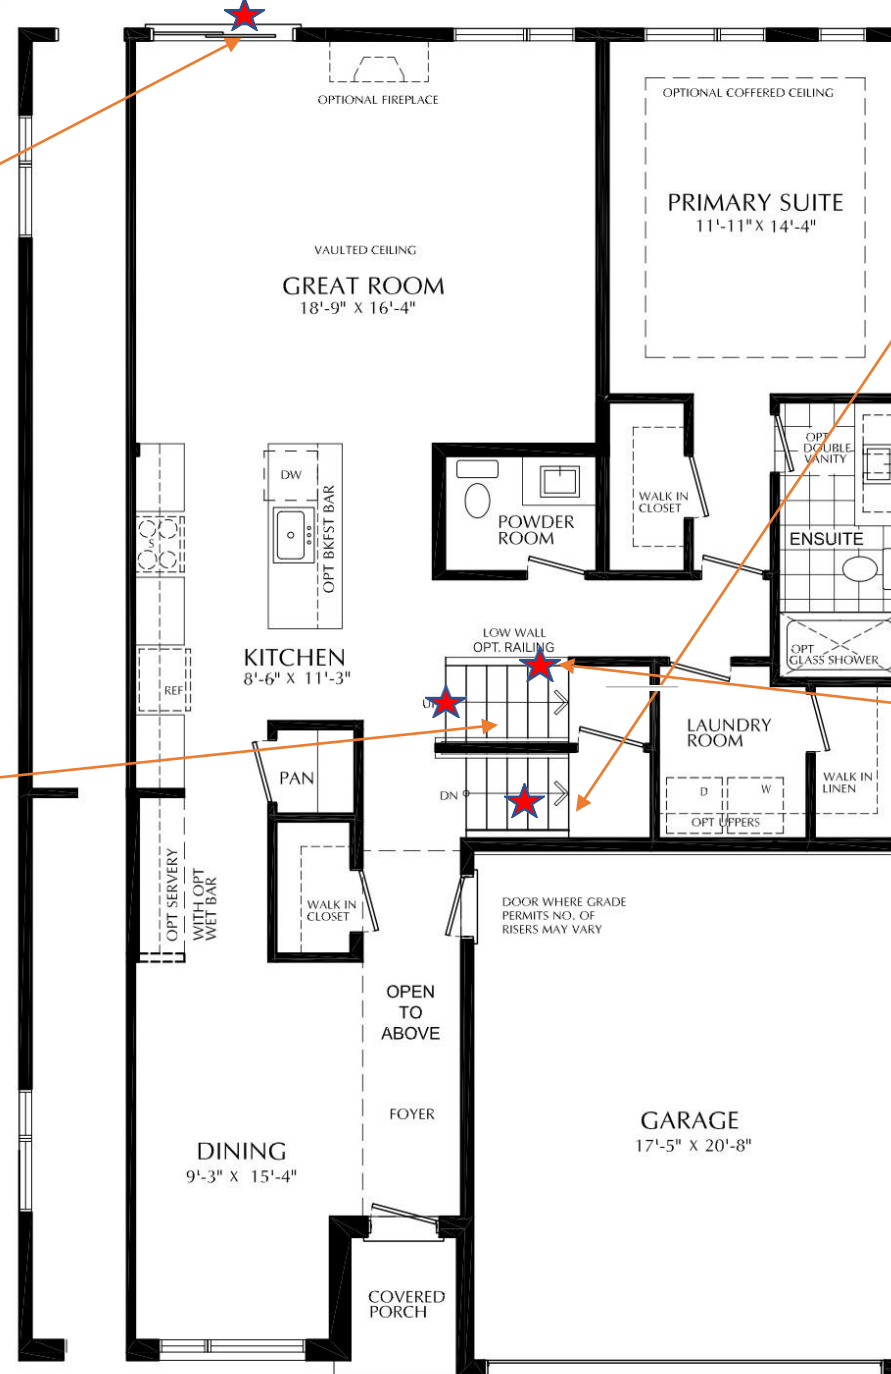 OPTIONAL FIREPLACE
OPTIONAL COFFERED CEILING
PRIMARY SUITE
11'-11" X 14'-4"
VAULTED CEILING
GREAT ROOM
18'-9" X 16'-4"
DW
OPT BKFST BAR
S
POWDER
ROOM
WALK IN
CLOSET
OPT
DOUBLE
VANITY
ENSUITE
OPT
GLASS SHOWER
LOW WALL
OPT. RAILING
KITCHEN
8'-6" X 11'-3"
REF
LAUNDRY
ROOM
PAN
DN
D
W
OPT UPPERS
WALK IN
LINEN
OPT SERVERY
WITH OPT
WET BAR
WALK IN
CLOSET
DOOR WHERE GRADE
PERMITS NO. OF
RISERS MAY VARY
OPEN
TO
ABOVE
FOYER
GARAGE
17'-5" X 20'-8"
DINING
9'-3" X 15'-4"
COVERED
PORCH